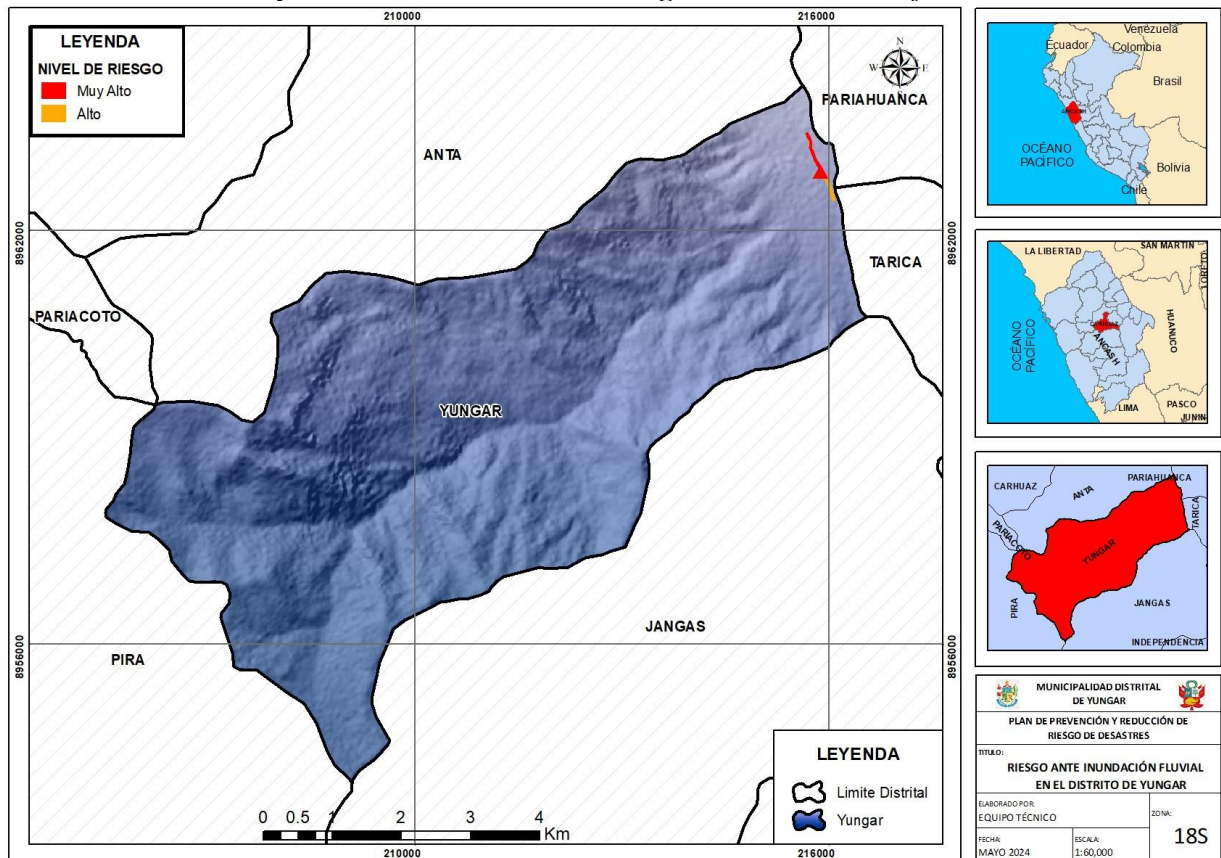 210000
216000
LEYENDA
NIVEL DE RIESGO
Muy Alto
Alto
N
W E
S
PARIAHUANCA
ANTA
8962000
8962000
TARICA
PARIACOTO
YUNGAR
JANGAS
PIRA
8956000
8956000
LEYENDA
Limite Distrital
Yungar
0 0.5 1 2 3 4
Km
210000
216000
Venezuela
Ecuador
Colombia
Brasil
ANCASH
OCÉANO
PACÍFICO
Bolivia
Chile
LA LIBERTAD
SAN MARTIN
LORETO
CARHUAZ
HUANUCO
OCÉANO
PACÍFICO
ANCASH
LIMA
PASCO
JUNIN
CARHUAZ
ANTA
PARIAHUANCA
TARICA
PARIACOTO
YUNGAR
PIRA
JANGAS
INDEPENDENCIA
MUNICIPALIDAD DISTRITAL
DE YUNGAR
PLAN DE PREVENCIÓN Y REDUCCIÓN DE
RIESGO DE DESASTRES
TITULO:
RIESGO ANTE INUNDACIÓN FLUVIAL
EN EL DISTRITO DE YUNGAR
ELABORADO POR:
EQUIPO TÉCNICO
ZONA:
18S
FECHA:
MAYO 2024
ESCALA:
1:60,000